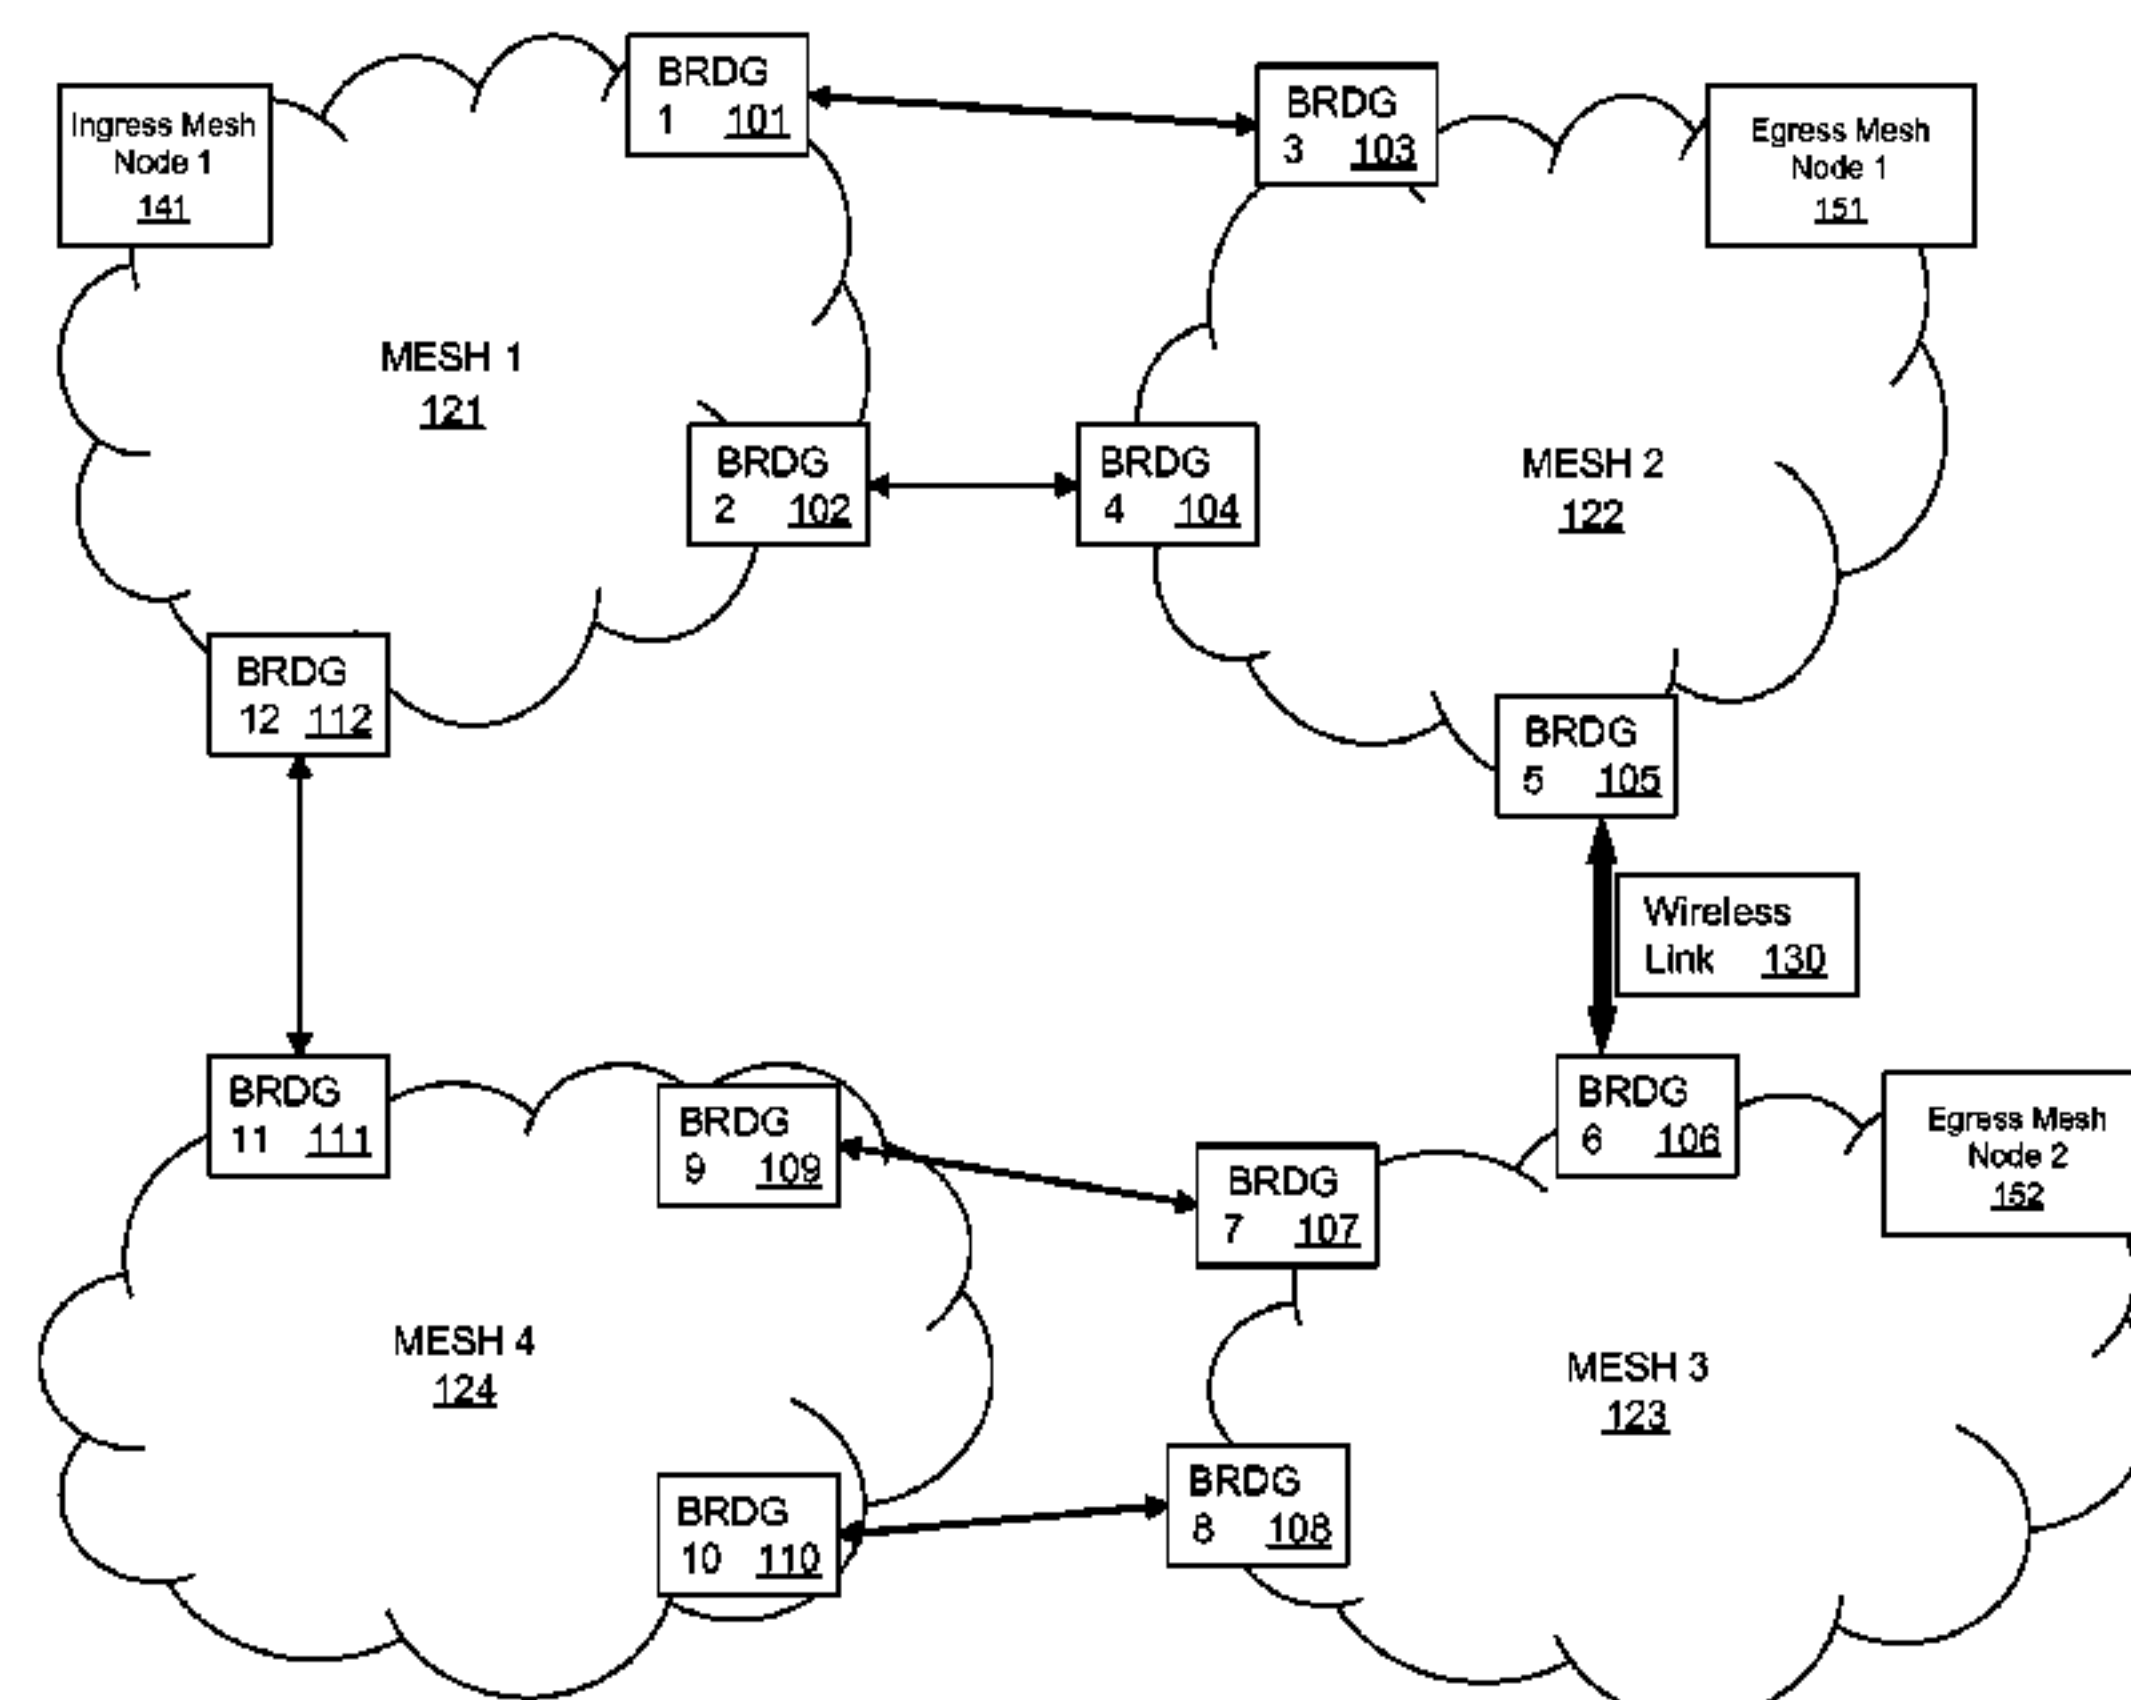 BRDG
1 101
BRDG
3 103
Ingress Mesh
Node 1
141
Egress Mesh
Node 1
151
MESH 1
121
BRDG
2 102
BRDG
4 104
MESH 2
122
BRDG
12 112
BRDG
5 105
Wireless
Link 130
BRDG
11 111
BRDG
9 109
BRDG
7 107
BRDG
6 106
Egress Mesh
Node 2
152
MESH 4
124
MESH 3
123
BRDG
10 110
BRDG
8 108